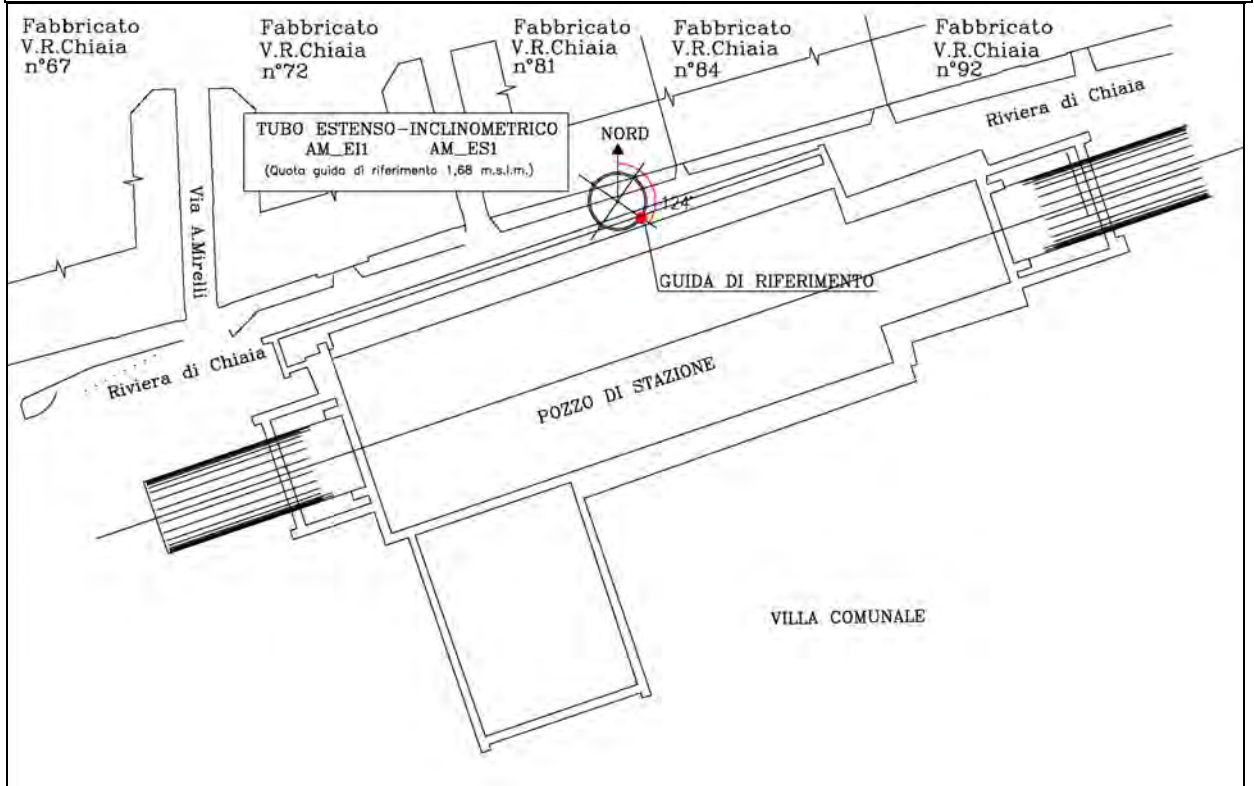 Fabbricato
V.R.Chiaia
n°67
Fabbricato
V.R.Chiaia
n°72
Fabbricato
V.R.Chiaia
n°81
Fabbricato
V.R.Chiaia
n°84
Fabbricato
V.R.Chiaia
n°92
TUBO ESTENSO-INCLINOMETRICO
AM_EI1 AM_ES1
(Quota guida di riferimento 1,68 m.s.l.m.)
NORD
124°
Riviera di Chiaia
Via A.Mirelli
GUIDA DI RIFERIMENTO
Riviera di Chiaia
POZZO DI STAZIONE
VILLA COMUNALE